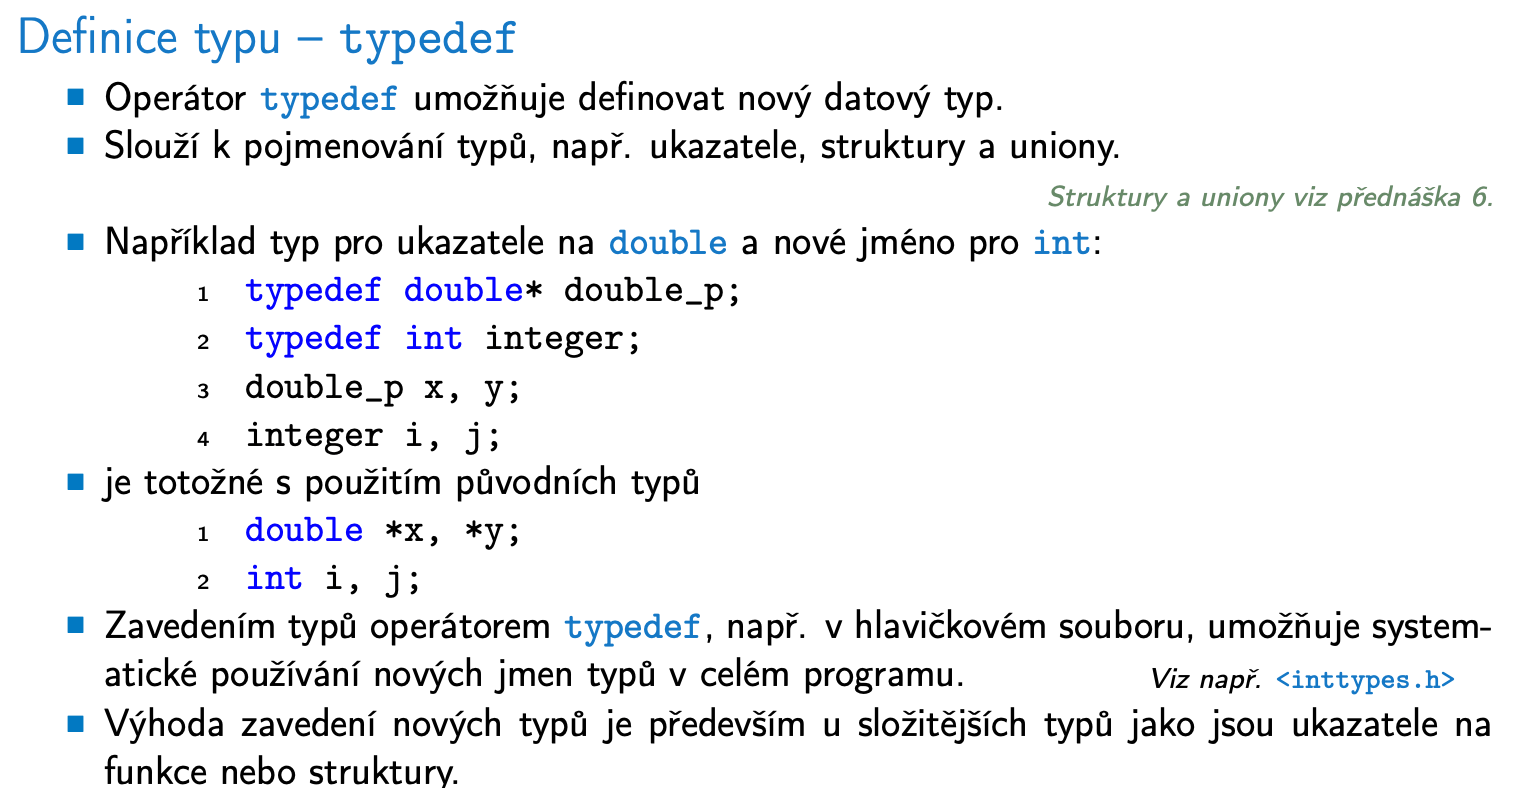 Definice typu – typedef
Operátor typedef umožňuje definovat nový datový typ.
Slouží k pojmenování typů, např. ukazatele, struktury a uniony.
Struktury a uniony viz přednáška 6.
Například typ pro ukazatele na double a nové jméno pro int:
1 typedef double* double_p;
2 typedef int integer;
3 double_p x, y;
4 integer i, j;
je totožné s použitím původních typů
1 double *x, *y;
2 int i, j;
Zavedením typů operátorem typedef, např. v hlavičkovém souboru, umožňuje system-
atické používání nových jmen typů v celém programu. Viz např. <inttypes.h>
Výhoda zavedení nových typů je především u složitějších typů jako jsou ukazatele na
funkce nebo struktury.